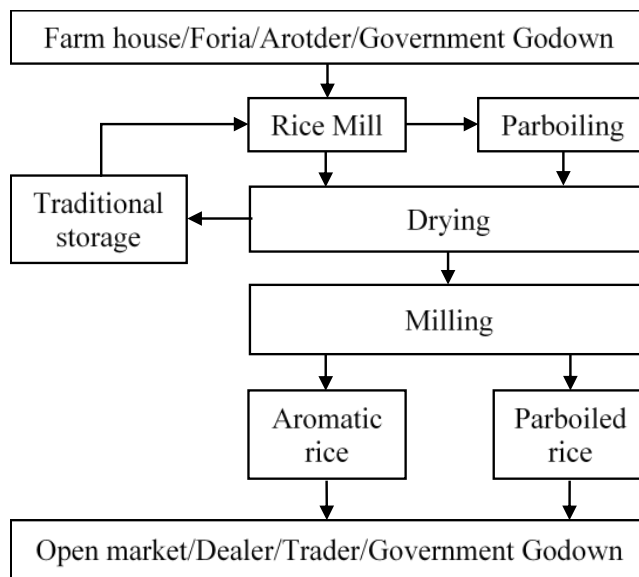 Farm house/Foria/Arotder/Government Godown
Rice Mill
Parboiling
Traditional
storage
Drying
Milling
Aromatic
rice
Parboiled
rice
Open market/Dealer/Trader/Government Godown